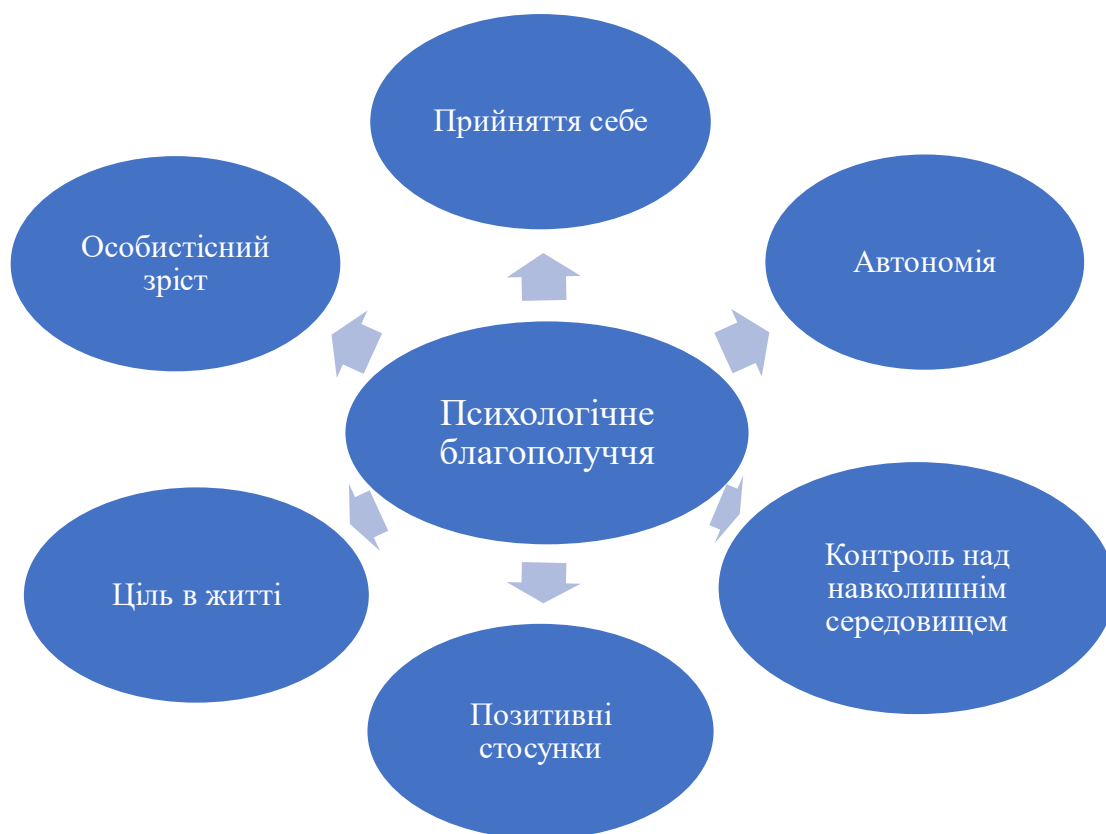 Прийняття себе
Особистісний
зріст
Автономія
Психологічне
благополуччя
Ціль в житті
Контроль над
навколишнім
середовищем
Позитивні
стосунки